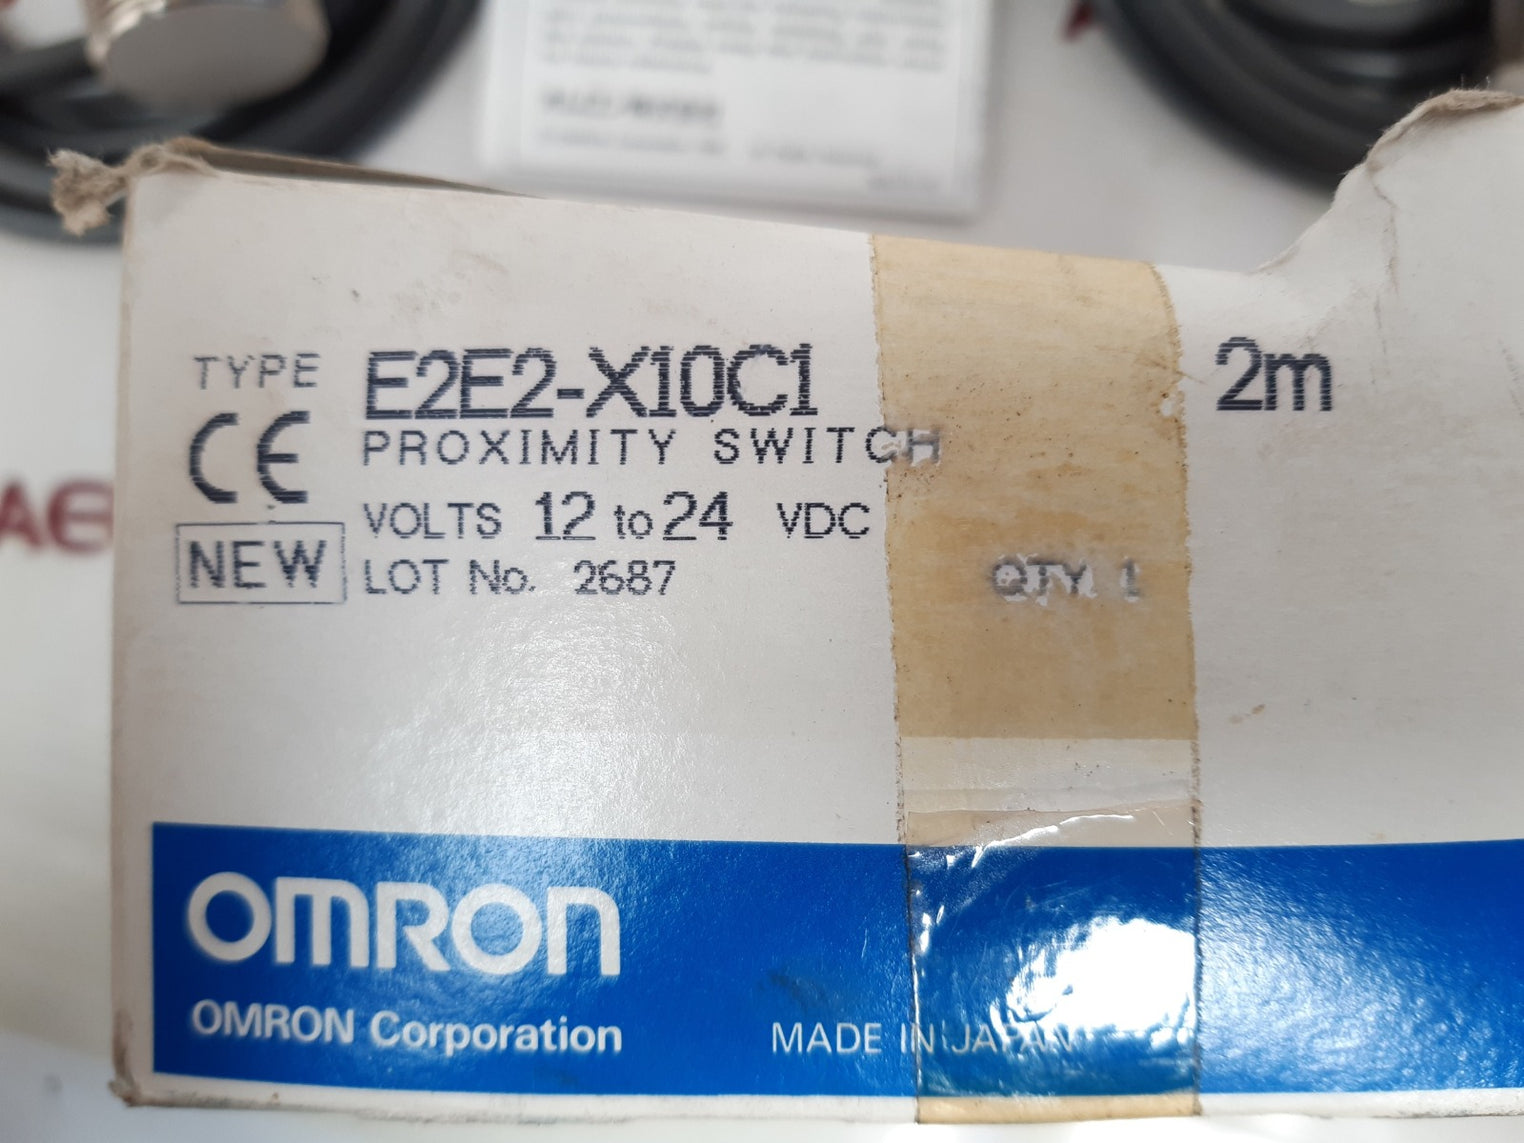 TYPE E2E2-X10C1 2m
CE PROXIMITY SWITCH
VOLTS 12 to 24 VDC
NEW LOT No. 2687 QTY. 1
OMRON
OMRON Corporation
MADE IN JAPAN